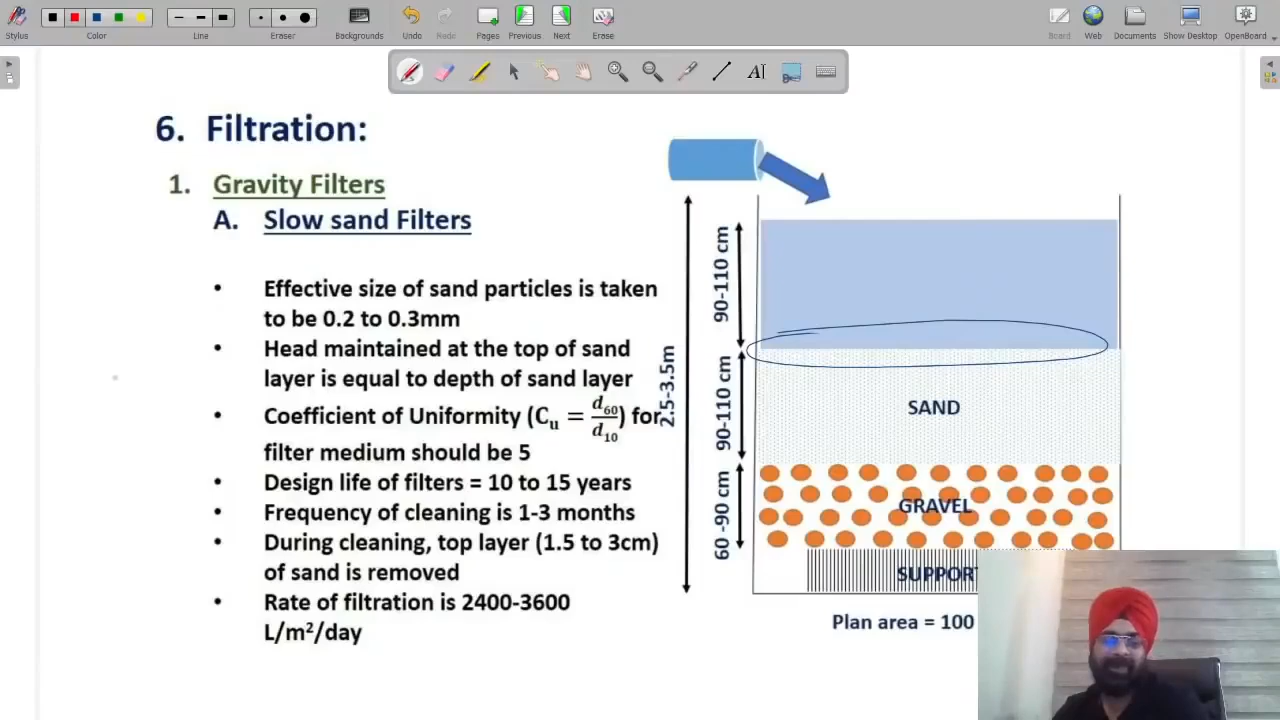 Stylus
Color
Line
Eraser
Backgrounds
Undo
Redo
Pages
Previous
Next
Erase
Board
Web
Documents
Show Desktop
OpenBoard
6. Filtration:
1. Gravity Filters
A. Slow sand Filters
• Effective size of sand particles is taken
to be 0.2 to 0.3mm
• Head maintained at the top of sand
layer is equal to depth of sand layer
• Coefficient of Uniformity (Cᵤ = d₆₀/d₁₀) for
filter medium should be 5
• Design life of filters = 10 to 15 years
• Frequency of cleaning is 1-3 months
• During cleaning, top layer (1.5 to 3cm)
of sand is removed
• Rate of filtration is 2400-3600
L/m²/day
2.5-3.5m
90-110 cm
90-110 cm
60 -90 cm
SAND
GRAVEL
SUPPORT
Plan area = 100